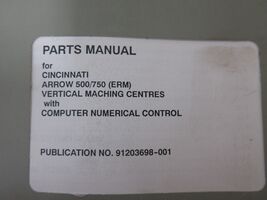 PARTS MANUAL
for
CINCINNATI
ARROW 500/750 (ERM)
VERTICAL MACHING CENTRES
with
COMPUTER NUMERICAL CONTROL
PUBLICATION NO. 91203698-001